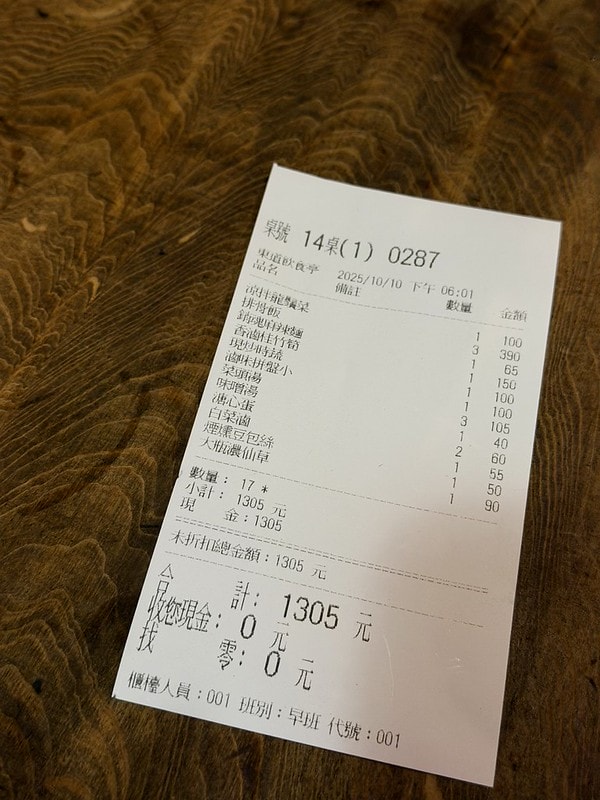 桌號 14桌(1) 0287
東道飲食亭 2025/10/10 下午 06:01
品名 備註 數量 金額
涼拌龍鬚菜 1 100
排骨飯 3 390
銷魂麻辣麵 1 65
香滷桂竹筍 1 150
現炒時蔬 1 100
滷味拼盤小 1 100
菜頭湯 3 105
味噌湯 1 40
溏心蛋 2 60
白菜滷 1 55
煙燻豆包絲 1 50
大瓶濃仙草 1 90
數量: 17 *
小計: 1305 元
現 金:1305
未折扣總金額:1305 元
合 計: 1305 元
收您現金: 0 元
找 零: 0 元
櫃檯人員:001 班別:早班 代號:001